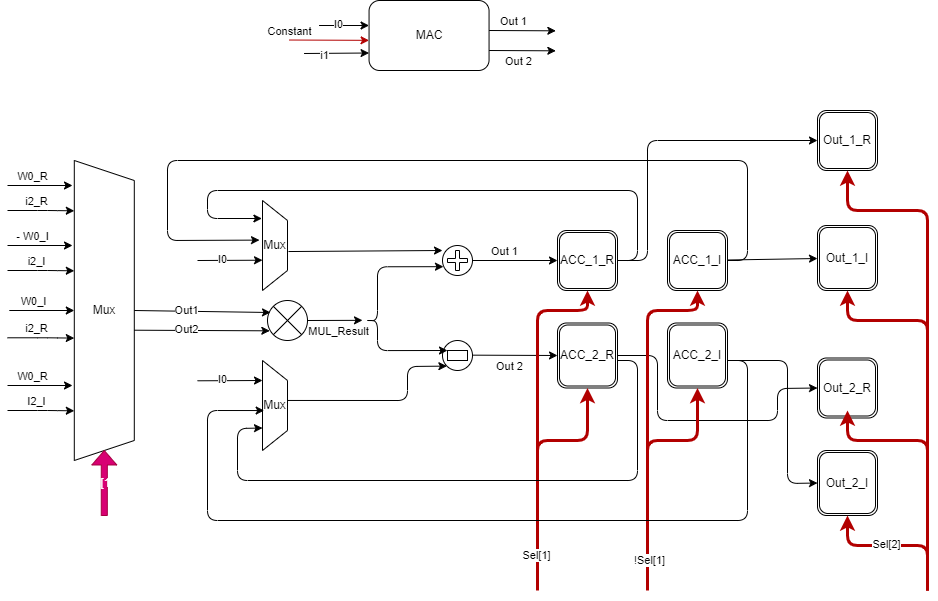 I0
Constant
i1
MAC
Out 1
Out 2
W0_R
i2_R
- W0_I
i2_I
W0_I
i2_R
W0_R
I2_I
Mux
Out1
Out2
Mux
I0
MUL_Result
I0
Mux
Out 1
Out 2
ACC_1_R
ACC_1_I
ACC_2_R
ACC_2_I
Out_1_R
Out_1_I
Out_2_R
Out_2_I
Sel[1]
!Sel[1]
Sel[2]